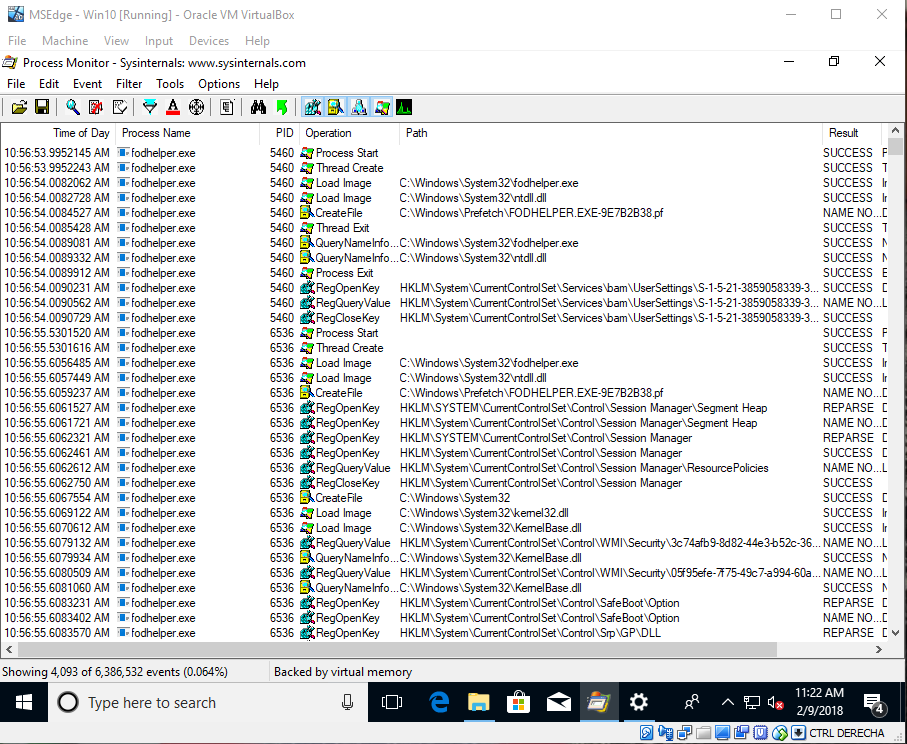 MSEdge - Win10 [Running] - Oracle VM VirtualBox
File Machine View Input Devices Help
Process Monitor - Sysinternals: www.sysinternals.com
File Edit Event Filter Tools Options Help
Time of Day Process Name PID Operation Path Result
10:56:53.9952145 AM fodhelper.exe 5460 Process Start SUCCESS
10:56:53.9952243 AM fodhelper.exe 5460 Thread Create SUCCESS T
10:56:54.0082062 AM fodhelper.exe 5460 Load Image C:\Windows\System32\fodhelper.exe SUCCESS
10:56:54.0082728 AM fodhelper.exe 5460 Load Image C:\Windows\System32\ntdll.dll SUCCESS
10:56:54.0084527 AM fodhelper.exe 5460 CreateFile C:\Windows\Prefetch\FODHELPER.EXE-9E7B2B38.pf NAME NO...
10:56:54.0085428 AM fodhelper.exe 5460 Thread Exit SUCCESS T
10:56:54.0089081 AM fodhelper.exe 5460 QueryNameInfo... C:\Windows\System32\fodhelper.exe SUCCESS
10:56:54.0089332 AM fodhelper.exe 5460 QueryNameInfo... C:\Windows\System32\ntdll.dll SUCCESS
10:56:54.0089912 AM fodhelper.exe 5460 Process Exit SUCCESS
10:56:54.0090231 AM fodhelper.exe 5460 RegOpenKey HKLM\System\CurrentControlSet\Services\bam\UserSettings\S-1-5-21-3859058339-3... SUCCESS
10:56:54.0090562 AM fodhelper.exe 5460 RegQueryValue HKLM\System\CurrentControlSet\Services\bam\UserSettings\S-1-5-21-3859058339-3... NAME NO...
10:56:54.0090729 AM fodhelper.exe 5460 RegCloseKey HKLM\System\CurrentControlSet\Services\bam\UserSettings\S-1-5-21-3859058339-3... SUCCESS
10:56:55.5301520 AM fodhelper.exe 6536 Process Start SUCCESS
10:56:55.5301616 AM fodhelper.exe 6536 Thread Create SUCCESS T
10:56:55.6056485 AM fodhelper.exe 6536 Load Image C:\Windows\System32\fodhelper.exe SUCCESS
10:56:55.6057449 AM fodhelper.exe 6536 Load Image C:\Windows\System32\ntdll.dll SUCCESS
10:56:55.6059237 AM fodhelper.exe 6536 CreateFile C:\Windows\Prefetch\FODHELPER.EXE-9E7B2B38.pf NAME NO...
10:56:55.6061527 AM fodhelper.exe 6536 RegOpenKey HKLM\SYSTEM\CurrentControlSet\Control\Session Manager\Segment Heap REPARSE
10:56:55.6061721 AM fodhelper.exe 6536 RegOpenKey HKLM\System\CurrentControlSet\Control\Session Manager\Segment Heap NAME NO...
10:56:55.6062321 AM fodhelper.exe 6536 RegOpenKey HKLM\SYSTEM\CurrentControlSet\Control\Session Manager REPARSE
10:56:55.6062461 AM fodhelper.exe 6536 RegOpenKey HKLM\System\CurrentControlSet\Control\Session Manager SUCCESS
10:56:55.6062612 AM fodhelper.exe 6536 RegQueryValue HKLM\System\CurrentControlSet\Control\Session Manager\ResourcePolicies NAME NO...
10:56:55.6062750 AM fodhelper.exe 6536 RegCloseKey HKLM\System\CurrentControlSet\Control\Session Manager SUCCESS
10:56:55.6067554 AM fodhelper.exe 6536 CreateFile C:\Windows\System32 SUCCESS
10:56:55.6069122 AM fodhelper.exe 6536 Load Image C:\Windows\System32\kernel32.dll SUCCESS
10:56:55.6070612 AM fodhelper.exe 6536 Load Image C:\Windows\System32\KernelBase.dll SUCCESS
10:56:55.6079132 AM fodhelper.exe 6536 RegQueryValue HKLM\System\CurrentControlSet\Control\WMI\Security\3c74afb9-8d82-44e3-b52c-36... NAME NO...
10:56:55.6079934 AM fodhelper.exe 6536 QueryNameInfo... C:\Windows\System32\KernelBase.dll SUCCESS
10:56:55.6080509 AM fodhelper.exe 6536 RegQueryValue HKLM\System\CurrentControlSet\Control\WMI\Security\05f95efe-7f75-49c7-a994-60a... NAME NO...
10:56:55.6081060 AM fodhelper.exe 6536 QueryNameInfo... C:\Windows\System32\KernelBase.dll SUCCESS
10:56:55.6083231 AM fodhelper.exe 6536 RegOpenKey HKLM\System\CurrentControlSet\Control\SafeBoot\Option REPARSE
10:56:55.6083402 AM fodhelper.exe 6536 RegOpenKey HKLM\System\CurrentControlSet\Control\SafeBoot\Option NAME NO...
10:56:55.6083570 AM fodhelper.exe 6536 RegOpenKey HKLM\System\CurrentControlSet\Control\Srp\GP\DLL REPARSE
Showing 4,093 of 6,386,532 events (0.064%) Backed by virtual memory
Type here to search
11:22 AM
2/9/2018
4
CTRL DERECHA